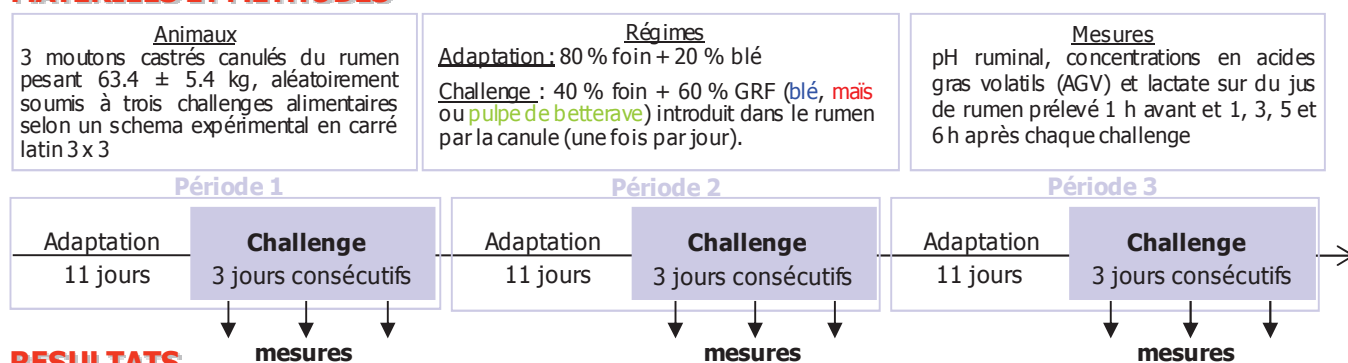 MATERIELES ET METHODES
Animaux
3 moutons castrés canulés du rumen
pesant 63.4 ± 5.4 kg, aléatoirement
soumis à trois challenges alimentaires
selon un schema expérimental en carré
latin 3 x 3
Régimes
Adaptation : 80 % foin + 20 % blé
Challenge : 40 % foin + 60 % GRF (blé, maïs
ou pulpe de betterave) introduit dans le rumen
par la canule (une fois par jour).
Mesures
pH ruminal, concentrations en acides
gras volatils (AGV) et lactate sur du jus
de rumen prélevé 1 h avant et 1, 3, 5 et
6 h après chaque challenge
Période 1
Période 2
Période 3
Adaptation
11 jours
Challenge
3 jours consécutifs
Adaptation
11 jours
Challenge
3 jours consécutifs
Adaptation
11 jours
Challenge
3 jours consécutifs
mesures
mesures
mesures
RESULTATS